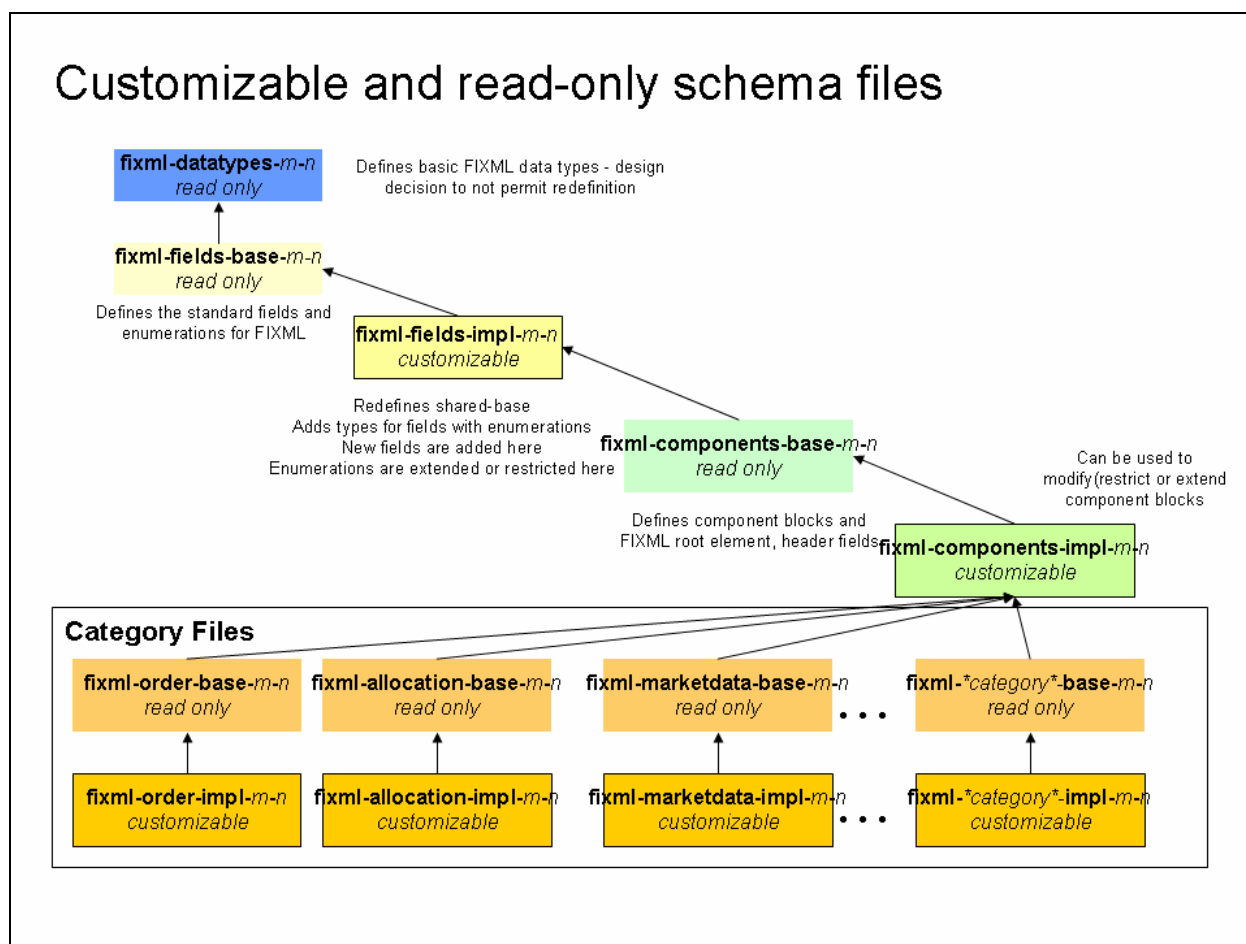 Customizable and read-only schema files
fixml-datatypes-m-n
read only
Defines basic FIXML data types - design
decision to not permit redefinition
fixml-fields-base-m-n
read only
Defines the standard fields and
enumerations for FIXML
fixml-fields-impl-m-n
customizable
Redefines shared-base
Adds types for fields with enumerations
New fields are added here
Enumerations are extended or restricted here
fixml-components-base-m-n
read only
Can be used to
modify(restrict or extend
component blocks
Defines component blocks and
FIXML root element, header fields
fixml-components-impl-m-n
customizable
Category Files
fixml-order-base-m-n
read only
fixml-allocation-base-m-n
read only
fixml-marketdata-base-m-n
read only
• • •
fixml-*category*-base-m-n
read only
fixml-order-impl-m-n
customizable
fixml-allocation-impl-m-n
customizable
fixml-marketdata-impl-m-n
customizable
• • •
fixml-*category*-impl-m-n
customizable